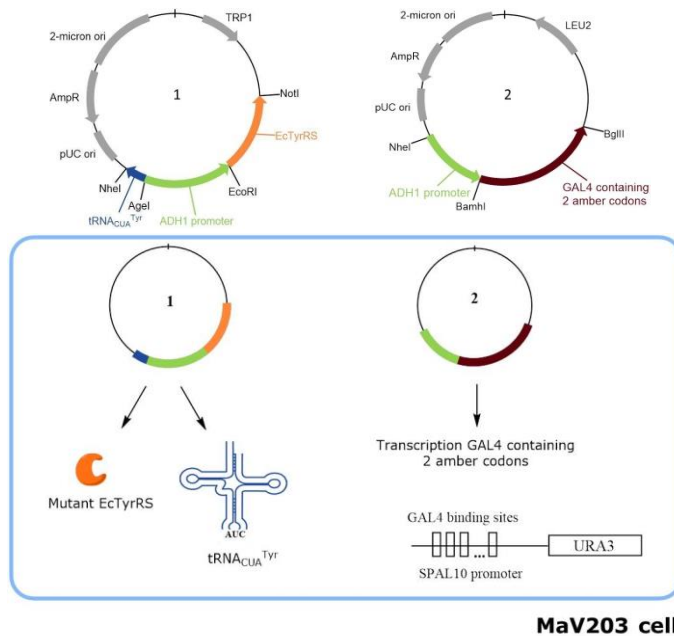 TRP1
2-micron ori
1
AmpR
NotI
EcTyrRS
pUC ori
NheI
EcoRI
AgeI
tRNACUATyr
ADH1 promoter
2-micron ori
LEU2
AmpR
2
pUC ori
NheI
BglII
ADH1 promoter
BamhI
GAL4 containing
2 amber codons
1
Mutant EcTyrRS
AUC
tRNACUATyr
2
Transcription GAL4 containing
2 amber codons
GAL4 binding sites
...
URA3
SPAL10 promoter
MaV203 cell